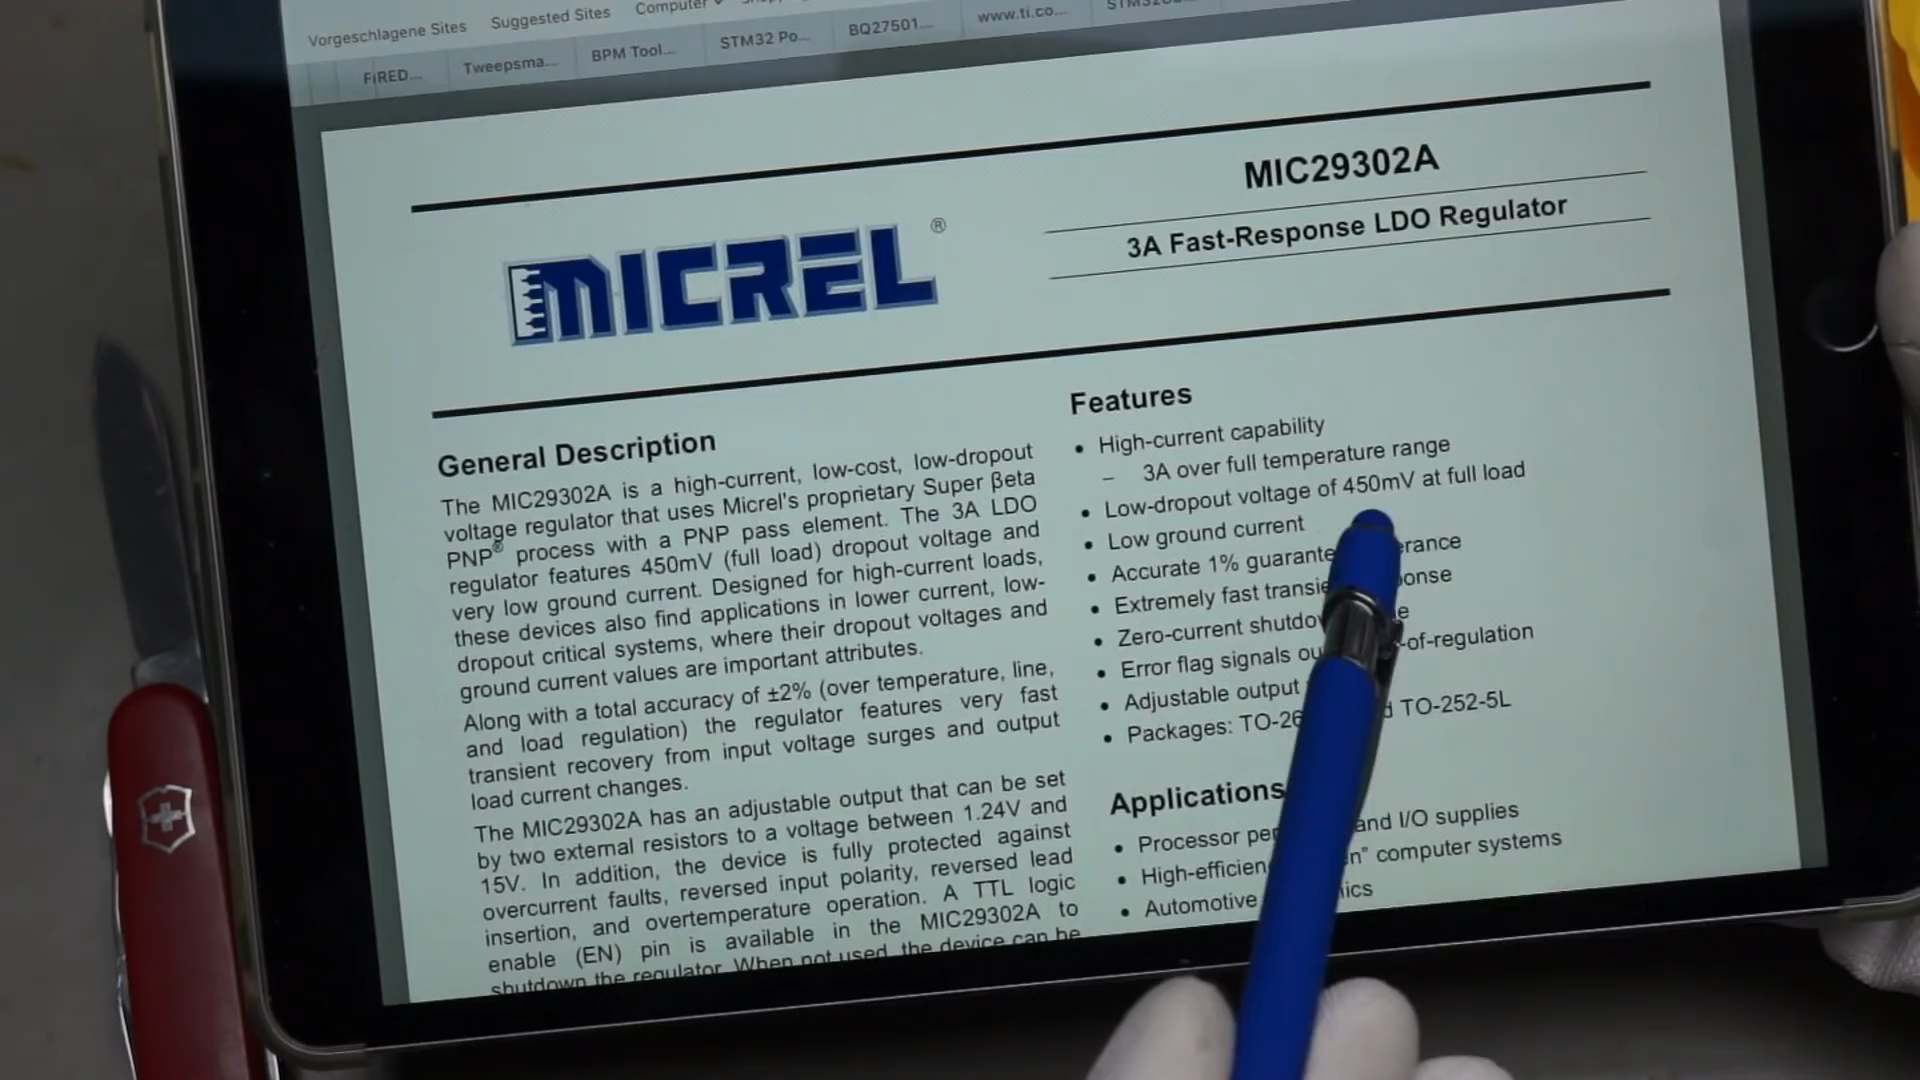 Vorgeschlagene Sites Suggested Sites Computer
FiRED... Tweepsma... BPM Tool... STM32 Po... BQ27501... www.ti.co...
MICREL®
MIC29302A
3A Fast-Response LDO Regulator
General Description
The MIC29302A is a high-current, low-cost, low-dropout
voltage regulator that uses Micrel's proprietary Super βeta
PNP® process with a PNP pass element. The 3A LDO
regulator features 450mV (full load) dropout voltage and
very low ground current. Designed for high-current loads,
these devices also find applications in lower current, low-
dropout critical systems, where their dropout voltages and
ground current values are important attributes.
Along with a total accuracy of ±2% (over temperature, line,
and load regulation) the regulator features very fast
transient recovery from input voltage surges and output
load current changes.
The MIC29302A has an adjustable output that can be set
by two external resistors to a voltage between 1.24V and
15V. In addition, the device is fully protected against
overcurrent faults, reversed input polarity, reversed lead
insertion, and overtemperature operation. A TTL logic
enable (EN) pin is available in the MIC29302A to
shutdown the regulator. When not used, the device can be
Features
• High-current capability
– 3A over full temperature range
• Low-dropout voltage of 450mV at full load
• Low ground current
• Accurate 1%
• Extremely fast
• Zero-current
• Error flag signals -of-regulation
• Adjustable output
• Packages: TO-252-5L
Applications
• Processor and I/O supplies
• computer systems
• Automotive